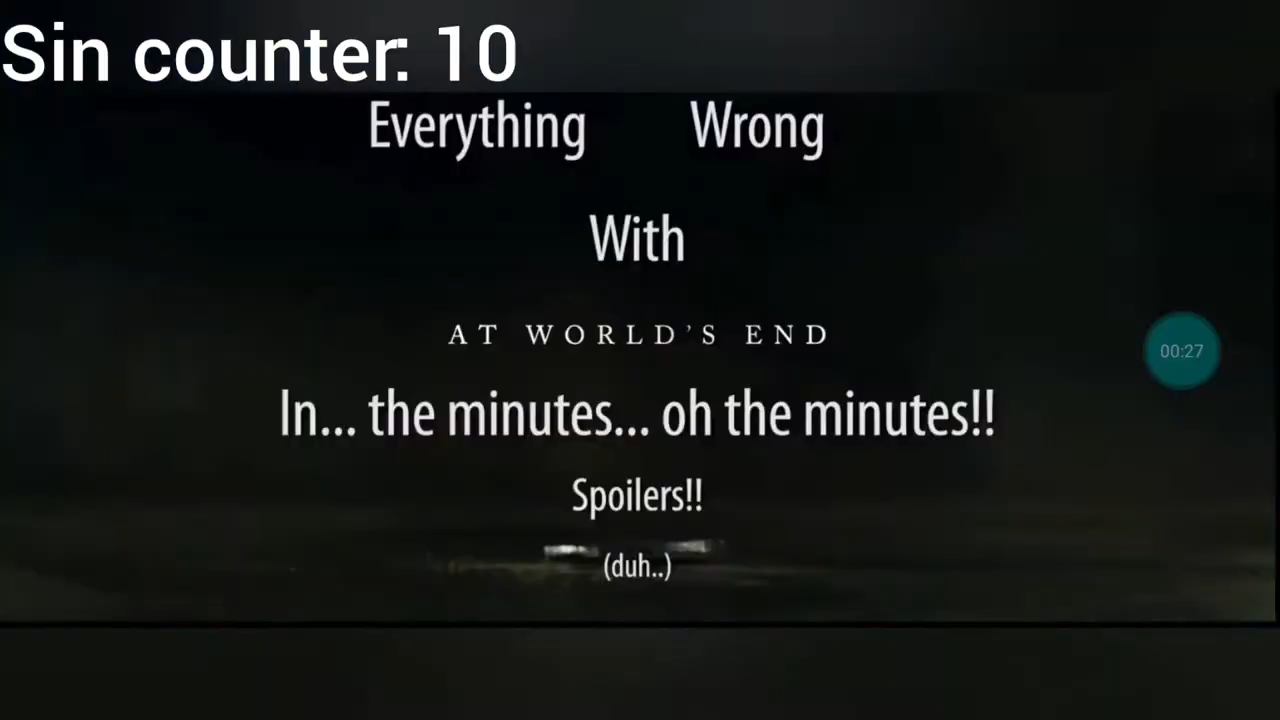 Sin counter: 10
Everything Wrong
With
AT WORLD'S END
00:27
In... the minutes... oh the minutes!!
Spoilers!!
(duh..)